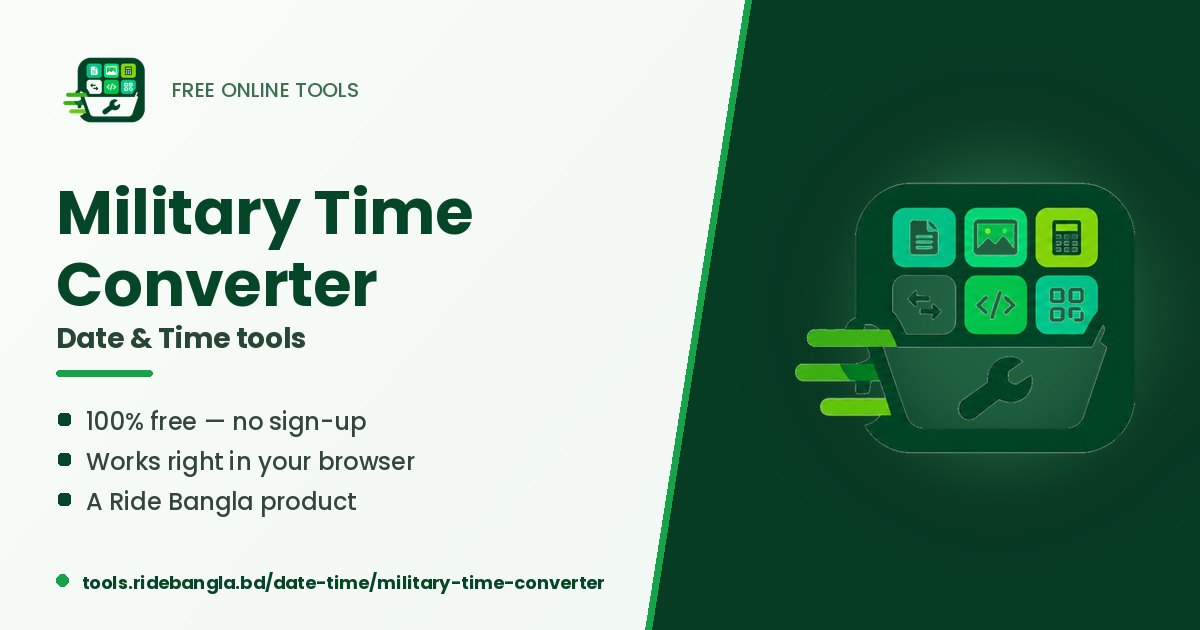 FREE ONLINE TOOLS
Military Time
Converter
Date & Time tools
100% free — no sign-up
Works right in your browser
A Ride Bangla product
tools.ridebangla.bd/date-time/military-time-converter